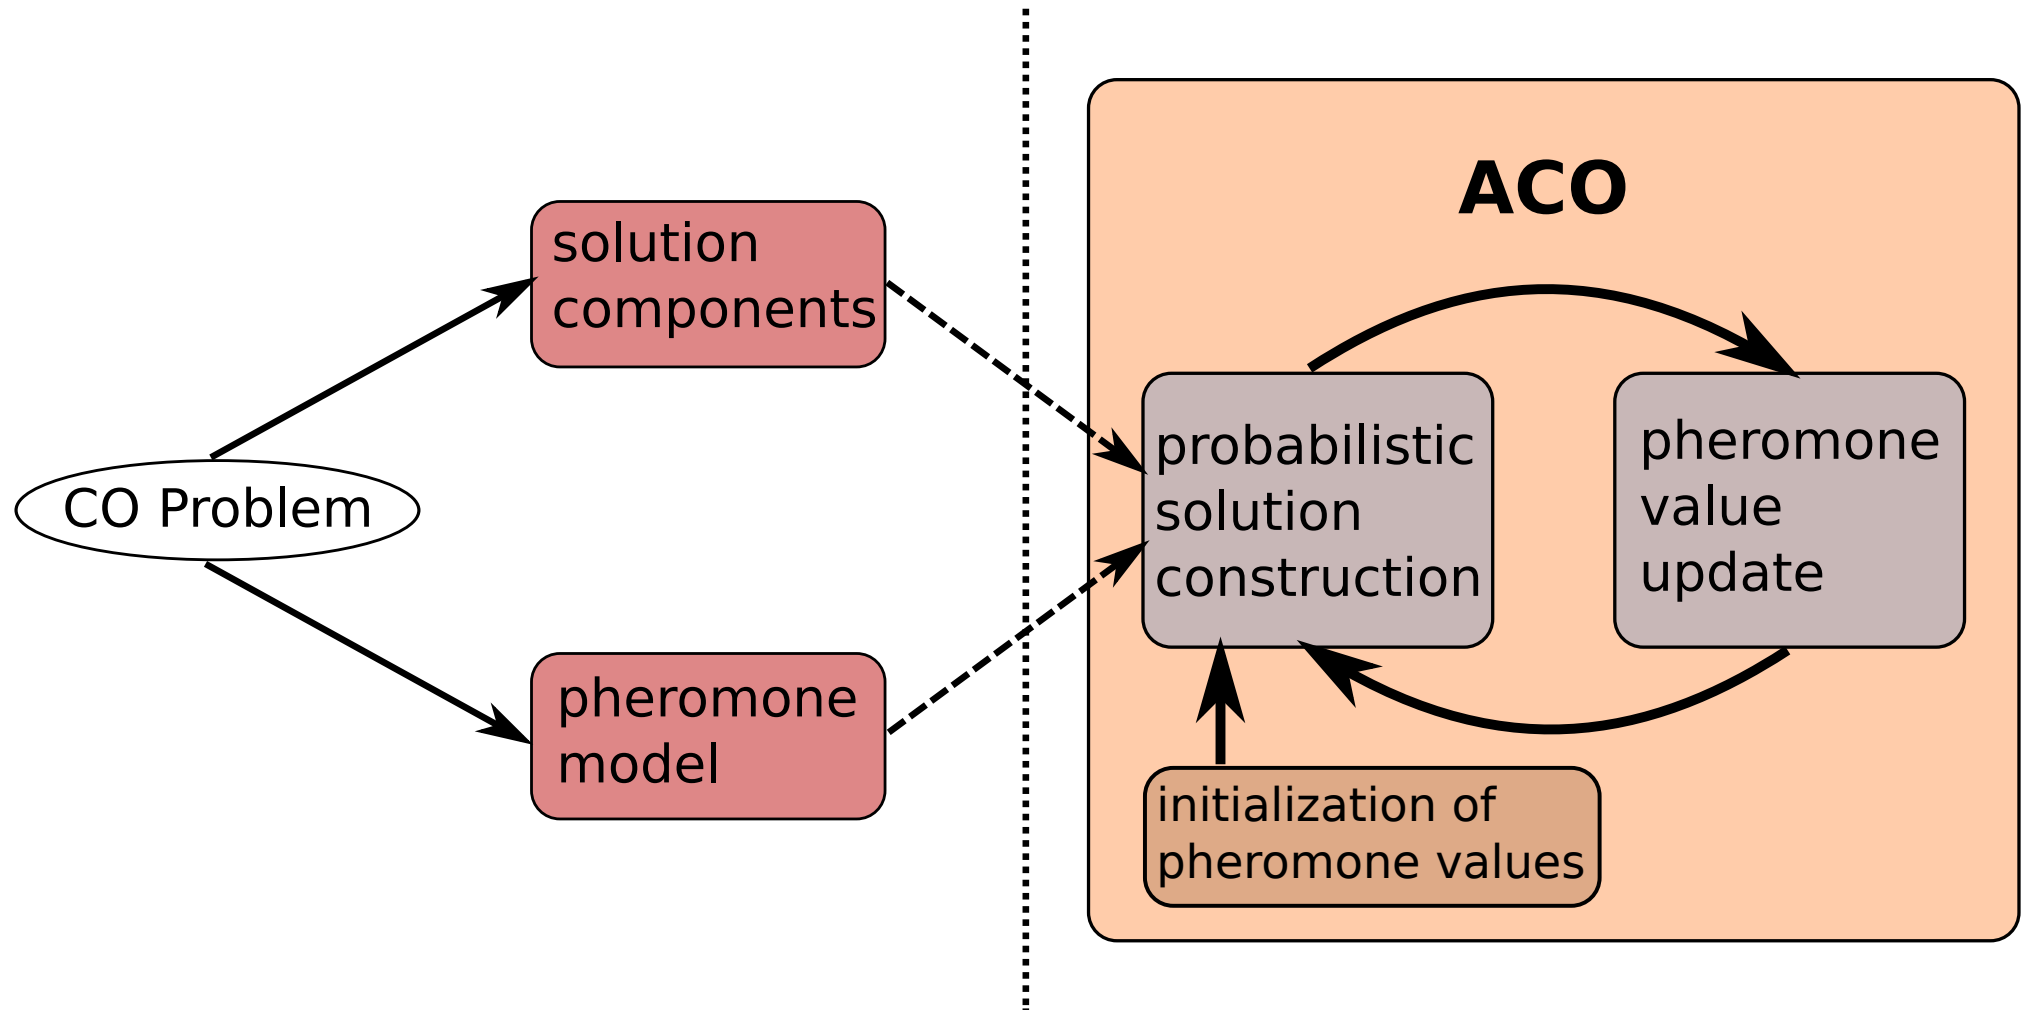 CO Problem
solution
components
pheromone
model
ACO
probabilistic
solution
construction
pheromone
value
update
initialization of
pheromone values